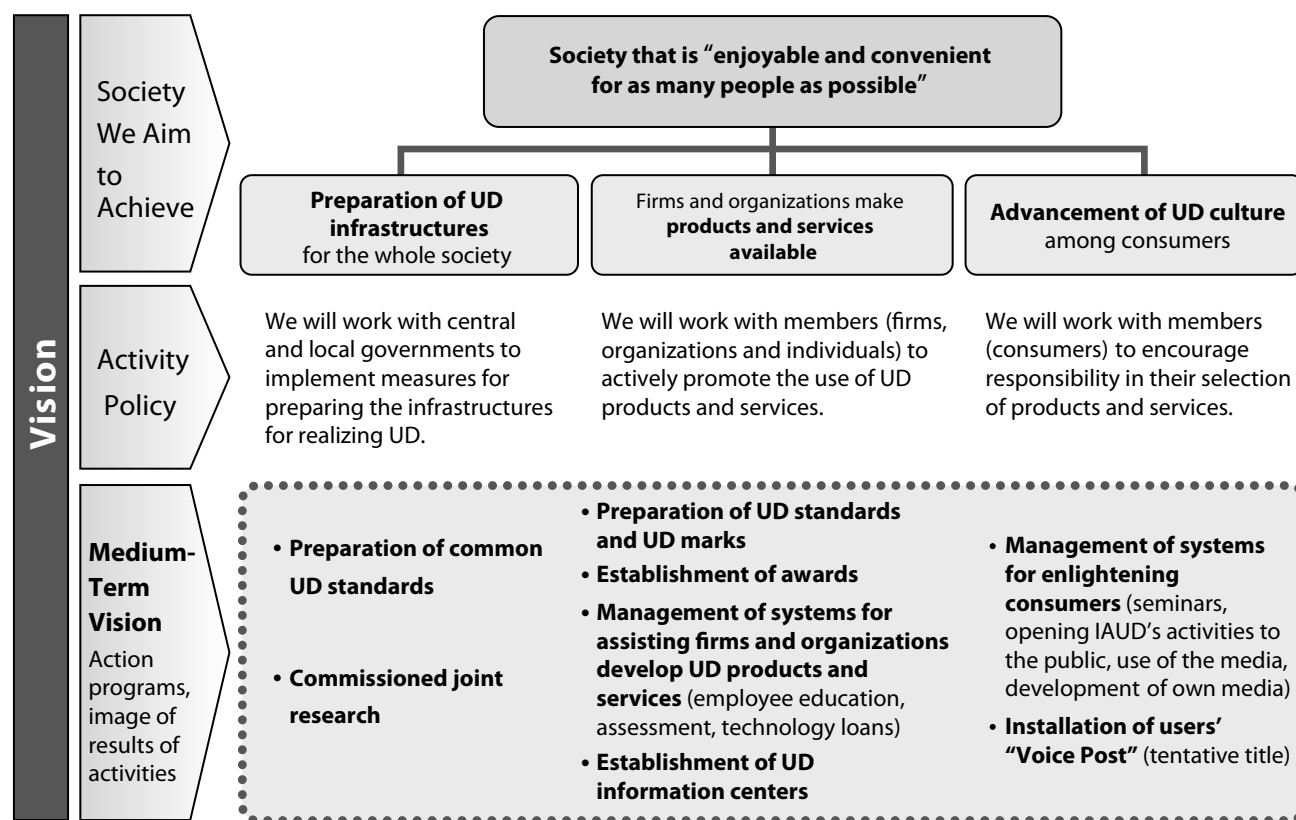 Vision
Society
We Aim
to
Achieve
Society that is “enjoyable and convenient
for as many people as possible”
Preparation of UD
infrastructures
for the whole society
Firms and organizations make
products and services
available
Advancement of UD culture
among consumers
Activity
Policy
We will work with central
and local governments to
implement measures for
preparing the infrastructures
for realizing UD.
We will work with members (firms,
organizations and individuals) to
actively promote the use of UD
products and services.
We will work with members
(consumers) to encourage
responsibility in their selection
of products and services.
Medium-
Term
Vision
Action
programs,
image of
results of
activities
• Preparation of common
UD standards
• Commissioned joint
research
• Preparation of UD standards
and UD marks
• Establishment of awards
• Management of systems for
assisting firms and organizations
develop UD products and
services (employee education,
assessment, technology loans)
• Establishment of UD
information centers
• Management of systems
for enlightening
consumers (seminars,
opening IAUD’s activities to
the public, use of the media,
development of own media)
• Installation of users’
“Voice Post” (tentative title)